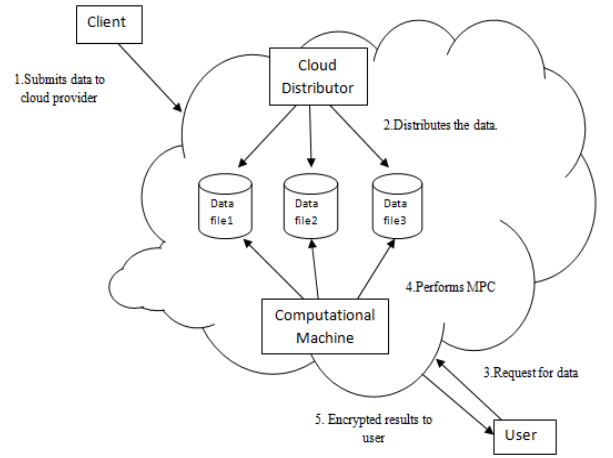 Client
Cloud
Distributor
1.Submits data to
cloud provider
2.Distributes the data.
Data
file1
Data
file2
Data
file3
4.Performs MPC
Computational
Machine
3.Request for data
5. Encrypted results to
user
User